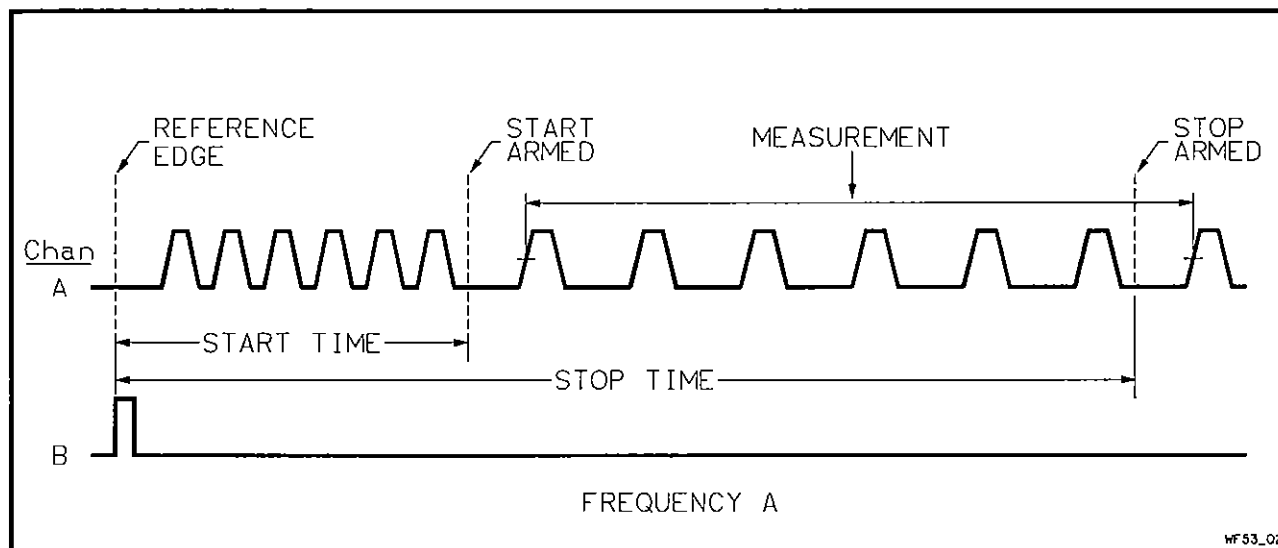 REFERENCE
EDGE
START
ARMED
MEASUREMENT
STOP
ARMED
Chan
A
START TIME
STOP TIME
B
FREQUENCY A